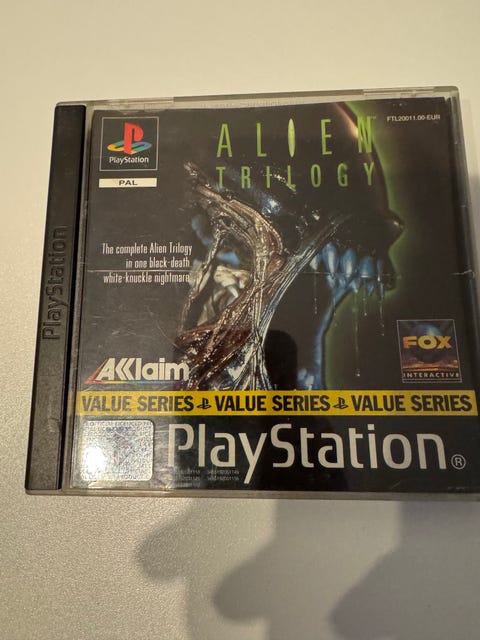 FTL20011.00-EUR
PlayStation
PAL
ALIEN
TRILOGY
The complete Alien Trilogy
in one black-death
white-knuckle nightmare.
PlayStation
AKKlaim
FOX
INTERACTIVE
VALUE SERIES VALUE SERIES VALUE SERIES
PlayStation®